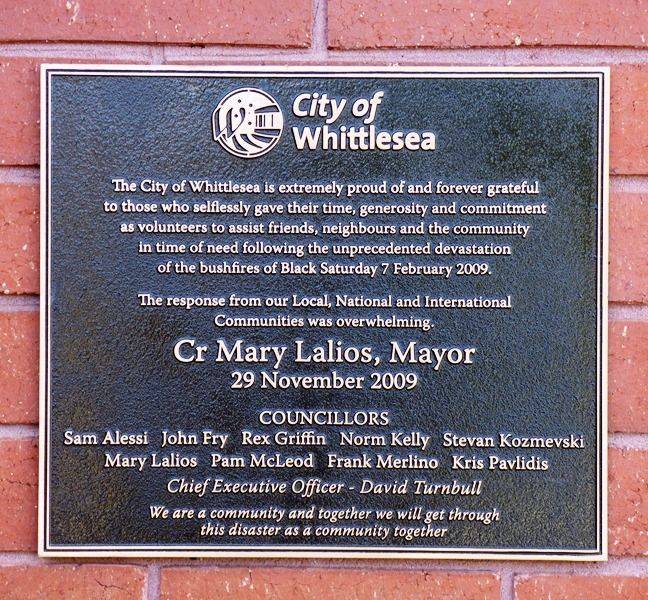 City of
Whittlesea
The City of Whittlesea is extremely proud of and forever grateful
to those who selflessly gave their time, generosity and commitment
as volunteers to assist friends, neighbours and the community
in time of need following the unprecedented devastation
of the bushfires of Black Saturday 7 February 2009.
The response from our Local, National and International
Communities was overwhelming.
Cr Mary Lalios, Mayor
29 November 2009
COUNCILLORS
Sam Alessi John Fry Rex Griffin Norm Kelly Stevan Kozmevski
Mary Lalios Pam McLeod Frank Merlino Kris Pavlidis
Chief Executive Officer - David Turnbull
We are a community and together we will get through
this disaster as a community together